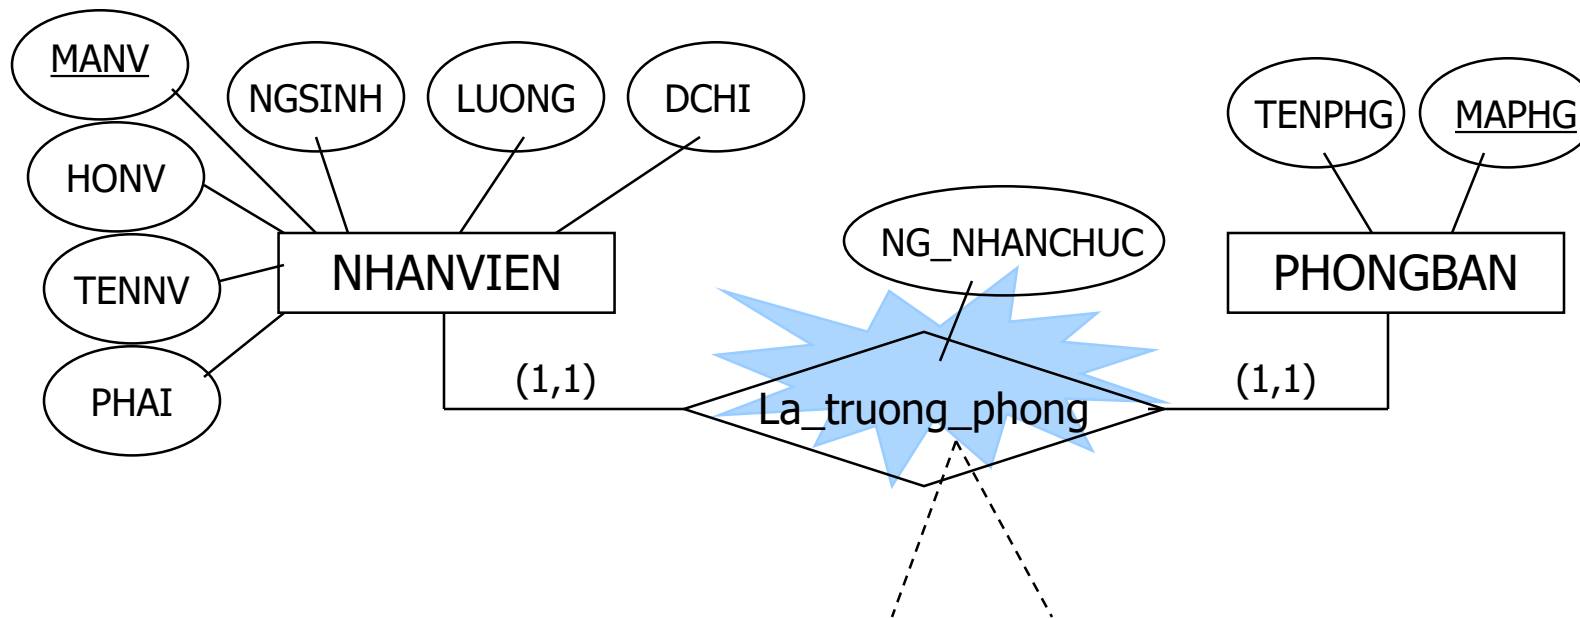 MANV
NGSINH
LUONG
DCHI
TENPHG
MAPHG
HONV
NG_NHANCHUC
NHANVIEN
PHONGBAN
TENNV
(1,1)
(1,1)
PHAI
La_truong_phong